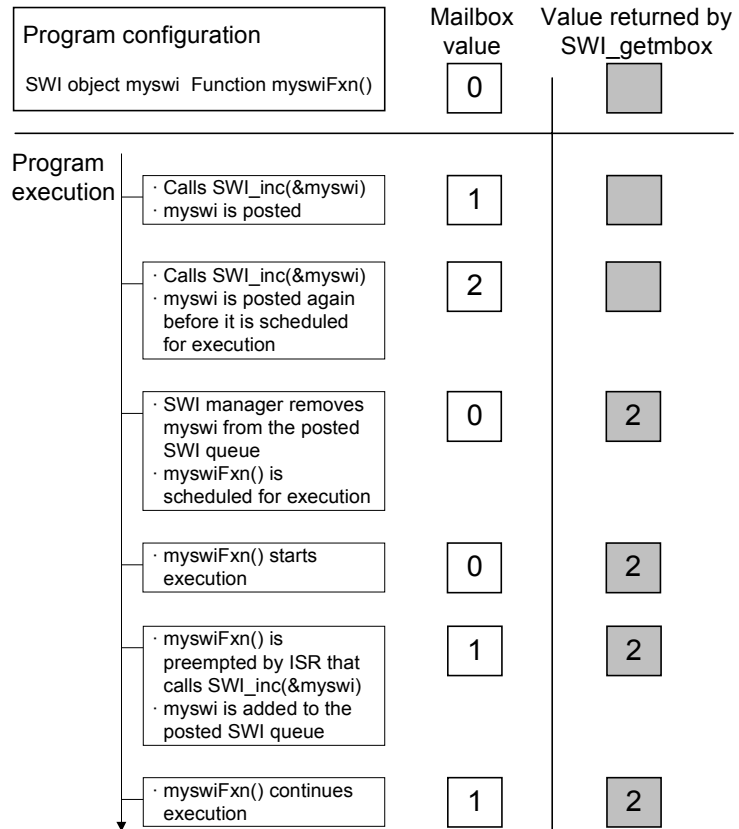 Program configuration
SWI object myswi Function myswiFxn()
Mailbox
value
Value returned by
SWI_getmbox
0
Program
execution
· Calls SWI_inc(&myswi)
· myswi is posted
1
· Calls SWI_inc(&myswi)
· myswi is posted again
before it is scheduled
for execution
2
· SWI manager removes
myswi from the posted
SWI queue
· myswiFxn() is
scheduled for execution
0
2
· myswiFxn() starts
execution
0
2
· myswiFxn() is
preempted by ISR that
calls SWI_inc(&myswi)
· myswi is added to the
posted SWI queue
1
2
· myswiFxn() continues
execution
1
2